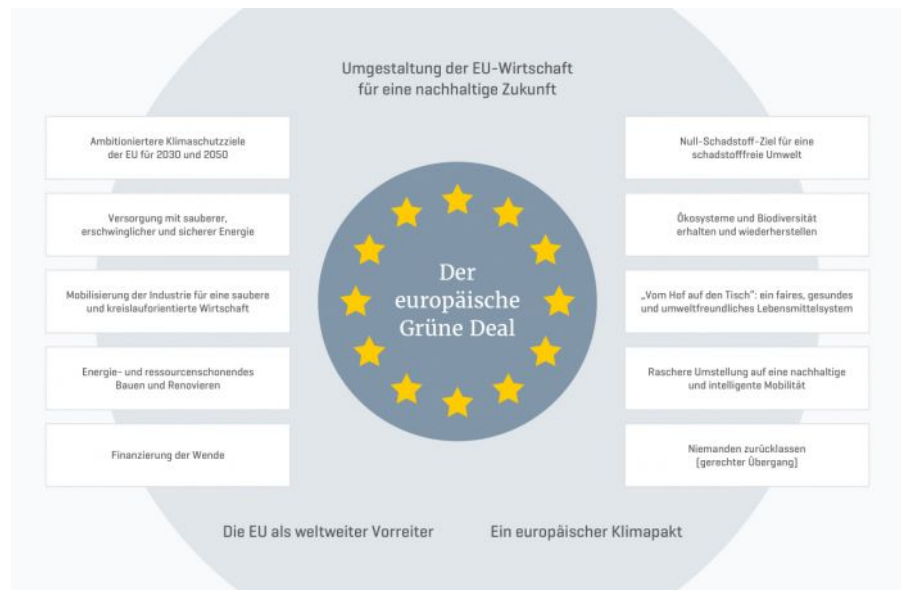 Umgestaltung der EU-Wirtschaft
für eine nachhaltige Zukunft
Ambitioniertere Klimaschutzziele
der EU für 2030 und 2050
Versorgung mit sauberer,
erschwinglicher und sicherer Energie
Mobilisierung der Industrie für eine saubere
und kreislauforientierte Wirtschaft
Energie- und ressourcenschonendes
Bauen und Renovieren
Finanzierung der Wende
Der
europäische
Grüne Deal
Null-Schadstoff-Ziel für eine
schadstofffreie Umwelt
Ökosysteme und Biodiversität
erhalten und wiederherstellen
„Vom Hof auf den Tisch“: ein faires, gesundes
und umweltfreundliches Lebensmittelsystem
Raschere Umstellung auf eine nachhaltige
und intelligente Mobilität
Niemanden zurücklassen
(gerechter Übergang)
Die EU als weltweiter Vorreiter
Ein europäischer Klimapakt